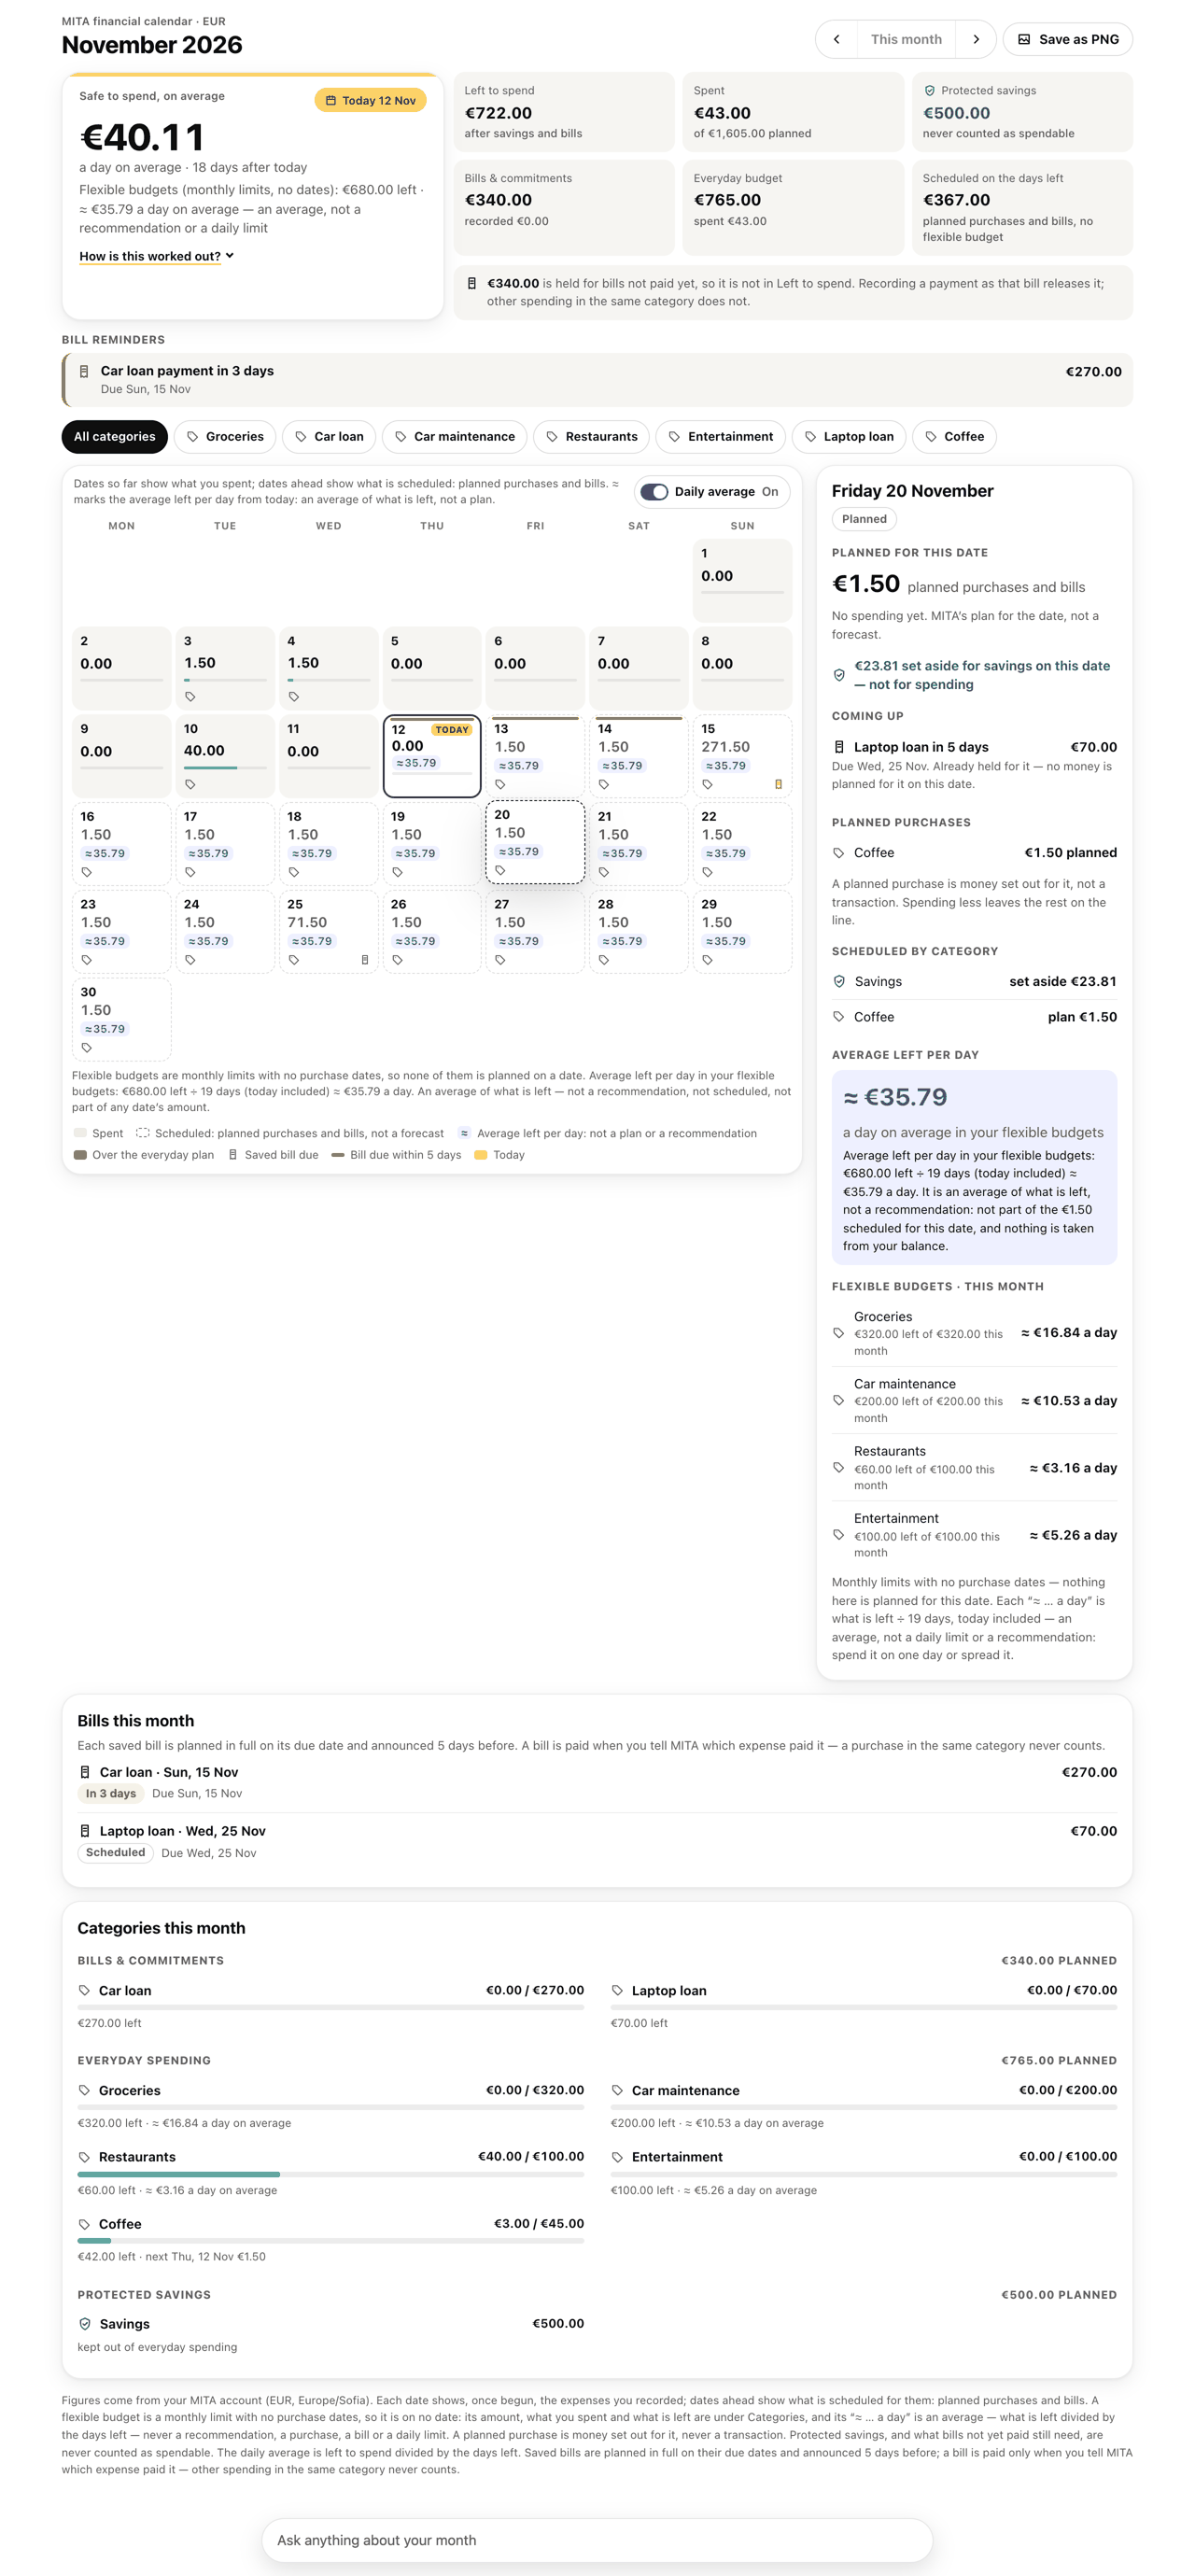 MITA financial calendar · EUR
November 2026
This month
Save as PNG
Safe to spend, on average
Today 12 Nov
€40.11
a day on average · 18 days after today
Flexible budgets (monthly limits, no dates): €680.00 left ·
≈ €35.79 a day on average — an average, not a
recommendation or a daily limit
How is this worked out?
Left to spend
€722.00
after savings and bills
Spent
€43.00
of €1,605.00 planned
Protected savings
€500.00
never counted as spendable
Bills & commitments
€340.00
recorded €0.00
Everyday budget
€765.00
spent €43.00
Scheduled on the days left
€367.00
planned purchases and bills, no
flexible budget
€340.00 is held for bills not paid yet, so it is not in Left to spend. Recording a payment as that bill releases it;
other spending in the same category does not.
BILL REMINDERS
Car loan payment in 3 days
€270.00
Due Sun, 15 Nov
All categories
Groceries
Car loan
Car maintenance
Restaurants
Entertainment
Laptop loan
Coffee
Dates so far show what you spent; dates ahead show what is scheduled: planned purchases and bills. ≈
marks the average left per day from today: an average of what is left, not a plan.
Daily average On
MON TUE WED THU FRI SAT SUN
1
0.00
2 3 4 5 6 7 8
0.00 1.50 1.50 0.00 0.00 0.00 0.00
9 10 11 12 TODAY 13 14 15
0.00 40.00 0.00 0.00 1.50 1.50 271.50
≈35.79 ≈35.79 ≈35.79 ≈35.79
16 17 18 19 20 21 22
1.50 1.50 1.50 1.50 1.50 1.50 1.50
≈35.79 ≈35.79 ≈35.79 ≈35.79 ≈35.79 ≈35.79 ≈35.79
23 24 25 26 27 28 29
1.50 1.50 71.50 1.50 1.50 1.50 1.50
≈35.79 ≈35.79 ≈35.79 ≈35.79 ≈35.79 ≈35.79 ≈35.79
30
1.50
≈35.79
Flexible budgets are monthly limits with no purchase dates, so none of them is planned on a date. Average left per day in your flexible
budgets: €680.00 left ÷ 19 days (today included) ≈ €35.79 a day. An average of what is left — not a recommendation, not scheduled, not
part of any date's amount.
Spent
Scheduled: planned purchases and bills, not a forecast
≈ Average left per day: not a plan or a recommendation
Over the everyday plan
Saved bill due
Bill due within 5 days
Today
Friday 20 November
Planned
PLANNED FOR THIS DATE
€1.50 planned purchases and bills
No spending yet. MITA's plan for the date, not a
forecast.
€23.81 set aside for savings on this date
— not for spending
COMING UP
Laptop loan in 5 days €70.00
Due Wed, 25 Nov. Already held for it — no money is
planned for it on this date.
PLANNED PURCHASES
Coffee €1.50 planned
A planned purchase is money set out for it, not a
transaction. Spending less leaves the rest on the
line.
SCHEDULED BY CATEGORY
Savings set aside €23.81
Coffee plan €1.50
AVERAGE LEFT PER DAY
≈ €35.79
a day on average in your flexible budgets
Average left per day in your flexible budgets:
€680.00 left ÷ 19 days (today included) ≈
€35.79 a day. It is an average of what is left,
not a recommendation: not part of the €1.50
scheduled for this date, and nothing is taken
from your balance.
FLEXIBLE BUDGETS · THIS MONTH
Groceries
€320.00 left of €320.00 this
month
≈ €16.84 a day
Car maintenance
€200.00 left of €200.00 this
month
≈ €10.53 a day
Restaurants
€60.00 left of €100.00 this
month
≈ €3.16 a day
Entertainment
€100.00 left of €100.00 this
month
≈ €5.26 a day
Monthly limits with no purchase dates — nothing
here is planned for this date. Each “≈ … a day” is
what is left ÷ 19 days, today included — an
average, not a daily limit or a recommendation:
spend it on one day or spread it.
Bills this month
Each saved bill is planned in full on its due date and announced 5 days before. A bill is paid when you tell MITA which expense paid it — a purchase in the same category never counts.
Car loan · Sun, 15 Nov €270.00
In 3 days Due Sun, 15 Nov
Laptop loan · Wed, 25 Nov €70.00
Scheduled Due Wed, 25 Nov
Categories this month
BILLS & COMMITMENTS €340.00 PLANNED
Car loan €0.00 / €270.00
€270.00 left
Laptop loan €0.00 / €70.00
€70.00 left
EVERYDAY SPENDING €765.00 PLANNED
Groceries €0.00 / €320.00
€320.00 left · ≈ €16.84 a day on average
Car maintenance €0.00 / €200.00
€200.00 left · ≈ €10.53 a day on average
Restaurants €40.00 / €100.00
€60.00 left · ≈ €3.16 a day on average
Entertainment €0.00 / €100.00
€100.00 left · ≈ €5.26 a day on average
Coffee €3.00 / €45.00
€42.00 left · next Thu, 12 Nov €1.50
PROTECTED SAVINGS €500.00 PLANNED
Savings €500.00
kept out of everyday spending
Figures come from your MITA account (EUR, Europe/Sofia). Each date shows, once begun, the expenses you recorded; dates ahead show what is scheduled for them: planned purchases and bills. A
flexible budget is a monthly limit with no purchase dates, so it is on no date: its amount, what you spent and what is left are under Categories, and its “≈ … a day” is an average — what is left divided by
the days left — never a recommendation, a purchase, a bill or a daily limit. A planned purchase is money set out for it, never a transaction. Protected savings, and what bills not yet paid still need, are
never counted as spendable. The daily average is left to spend divided by the days left. Saved bills are planned in full on their due dates and announced 5 days before; a bill is paid only when you tell MITA
which expense paid it — other spending in the same category never counts.
Ask anything about your month